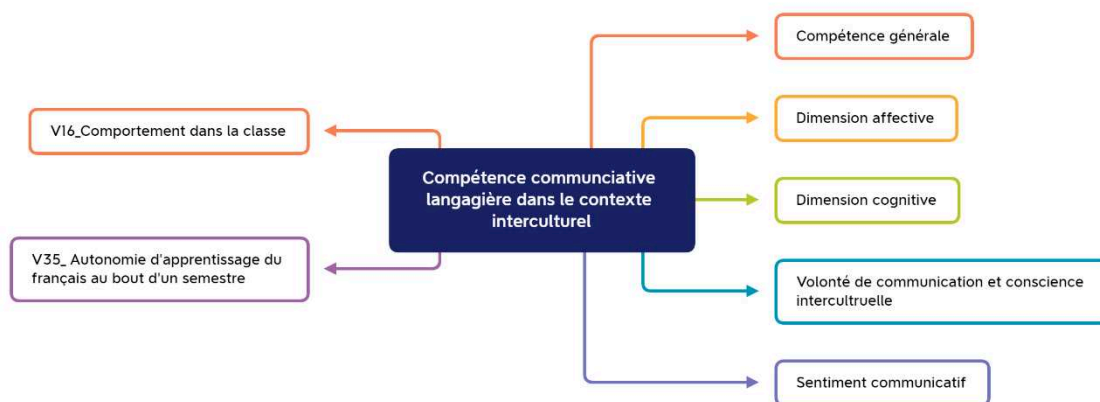 Compétence générale
V16_Comportement dans la classe
Dimension affective
Compétence communciative
langagière dans le contexte
interculturel
Dimension cognitive
V35_ Autonomie d'apprentissage du
français au bout d'un semestre
Volonté de communication et conscience
intercultruelle
Sentiment communicatif